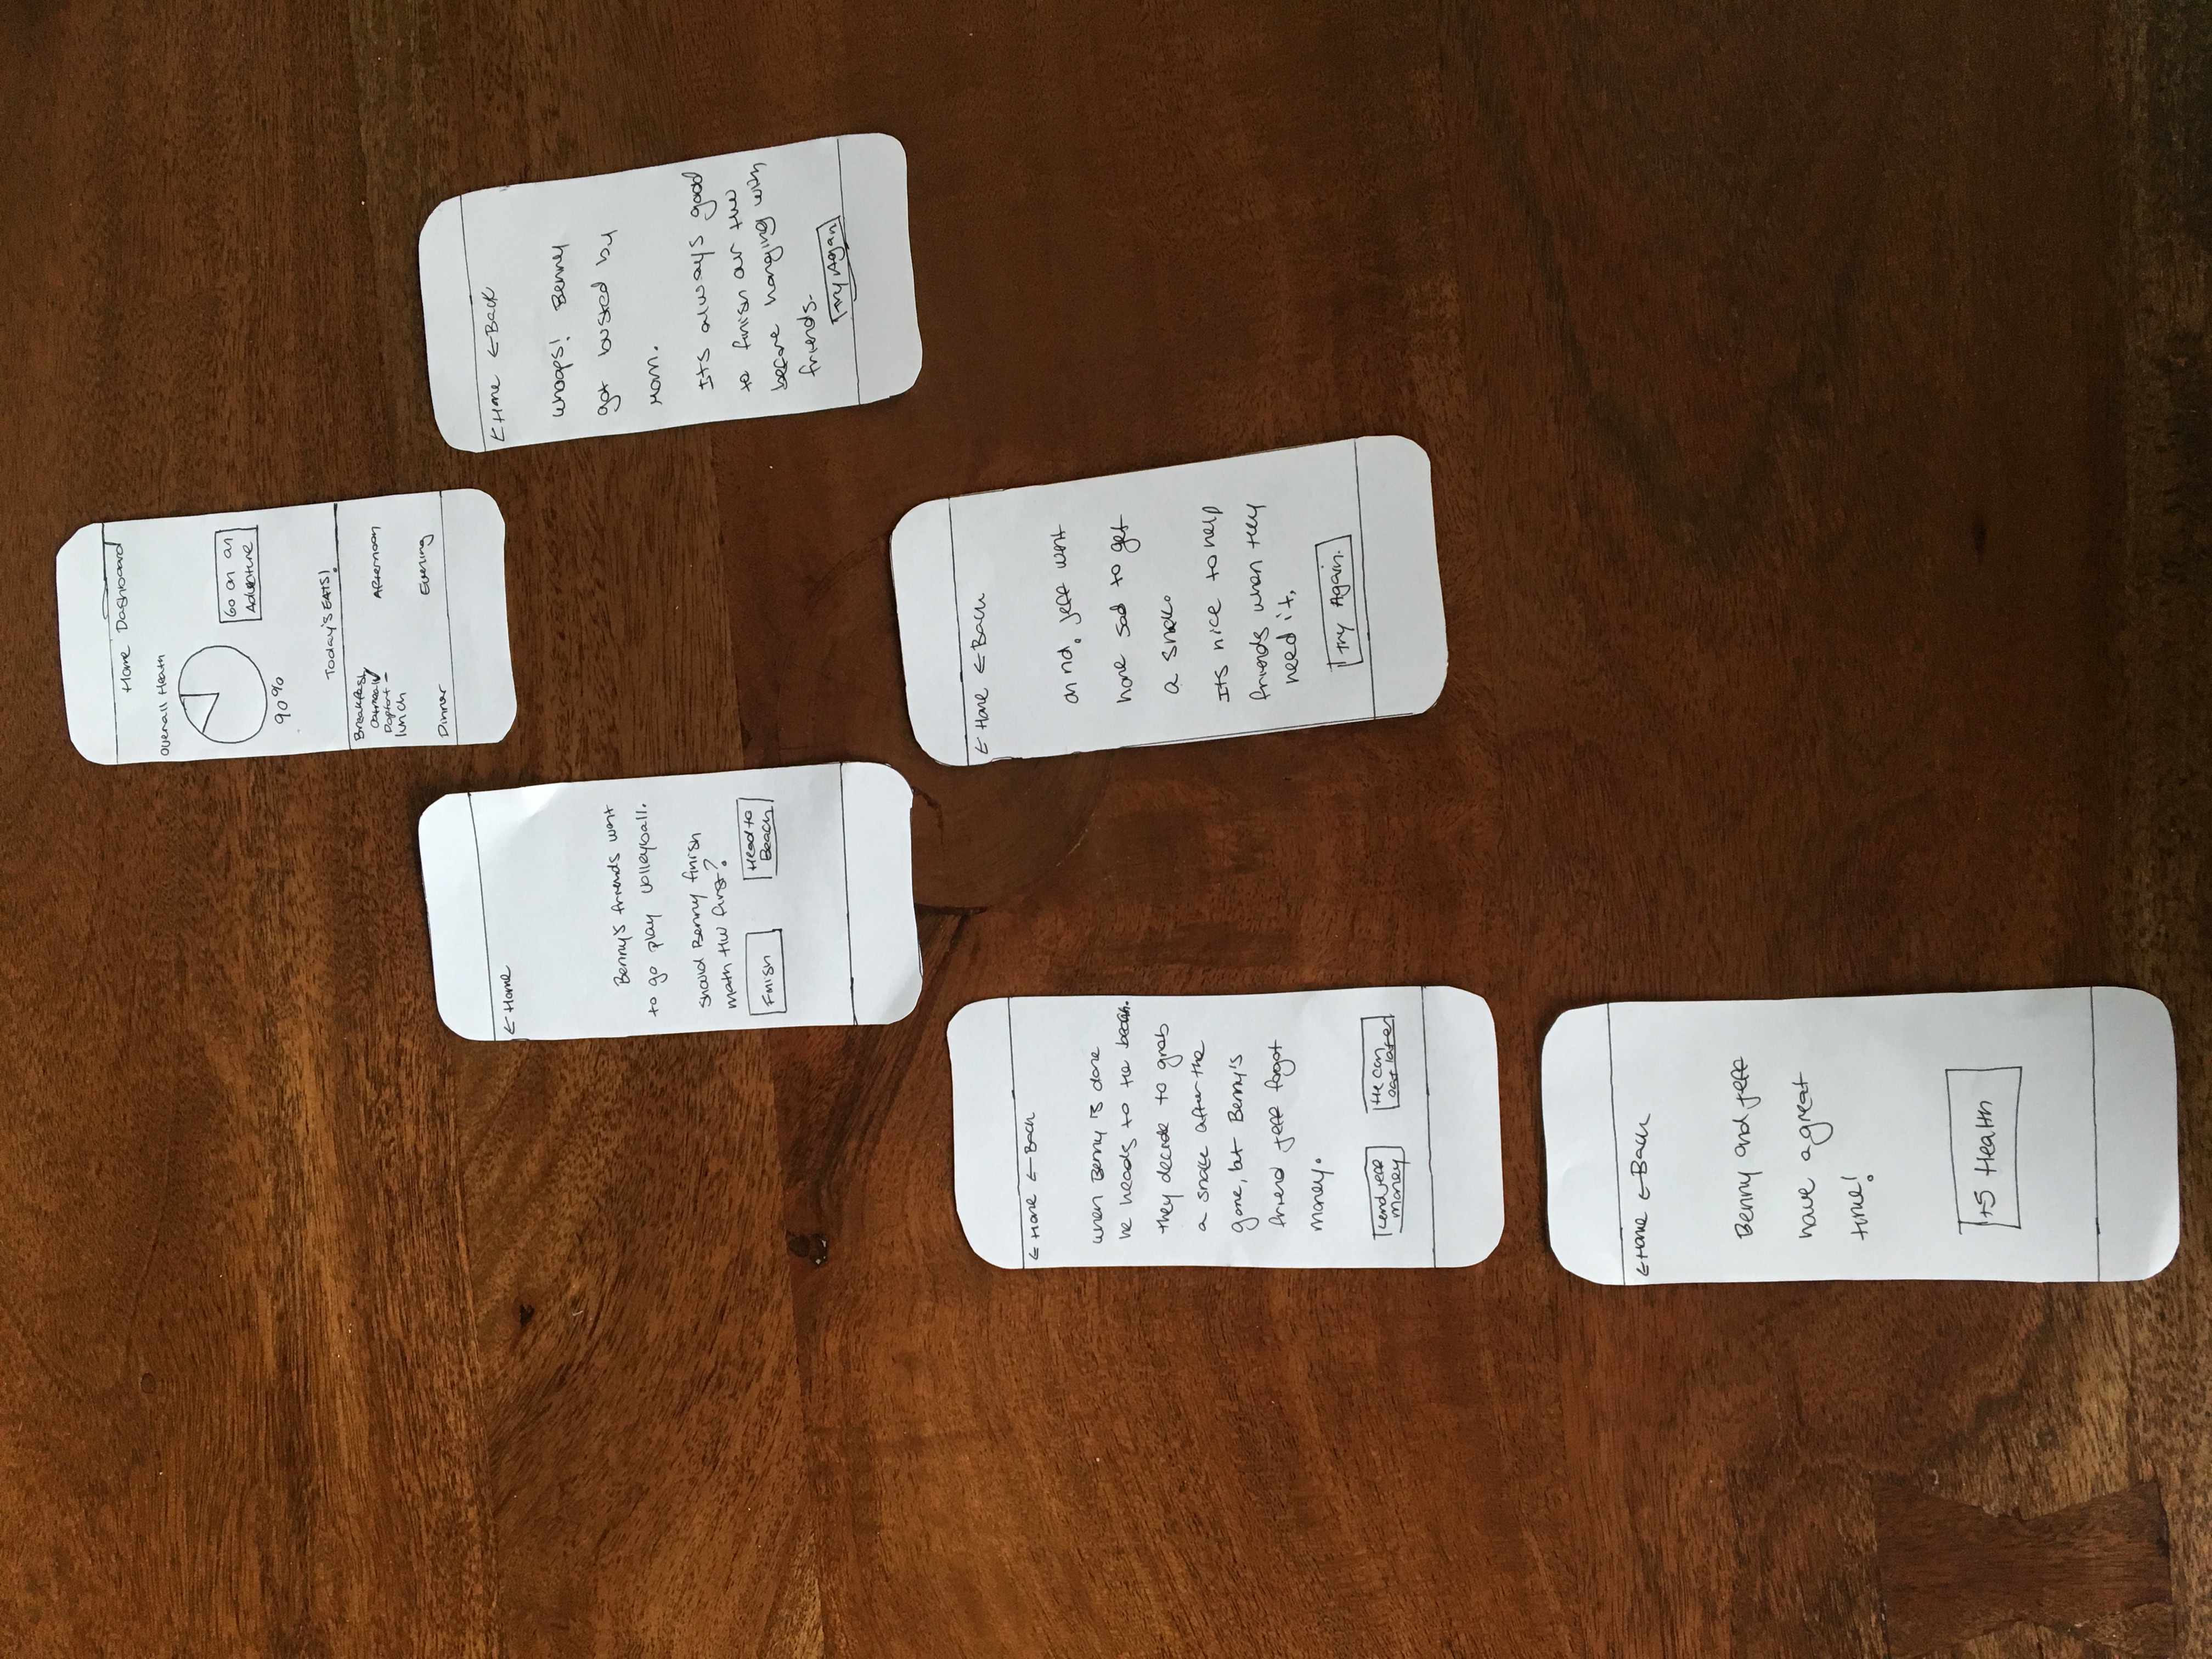 Home Dashboard
Overall Heath
Go on an
Adventure
90%
Today's EATS!
Breakfast
Oatmeal ✓
Poptart –
lunch
Dinner
Afternoon
Evening
← Home
Benny's friends want
to go play volleyball.
should Benny finish
math HW first?
Finish
Head to
Beach
← Home ← Back
Whoops! Benny
got busted by
mom.
Its always good
to finish our HW
before hanging with
friends.
Try Again
← Home ← Back
when Benny is done
he heads to the beach.
they decide to grab
a snack after the
game, but Benny's
friend Jeff forgot
money.
Lend Jeff
money
He can
eat later
← Home ← Back
oh no. Jeff went
home sad to get
a snack.
Its nice to help
friends when they
need it.
Try Again.
← Home ← Back
Benny and Jeff
have a great
time!
+5 Health